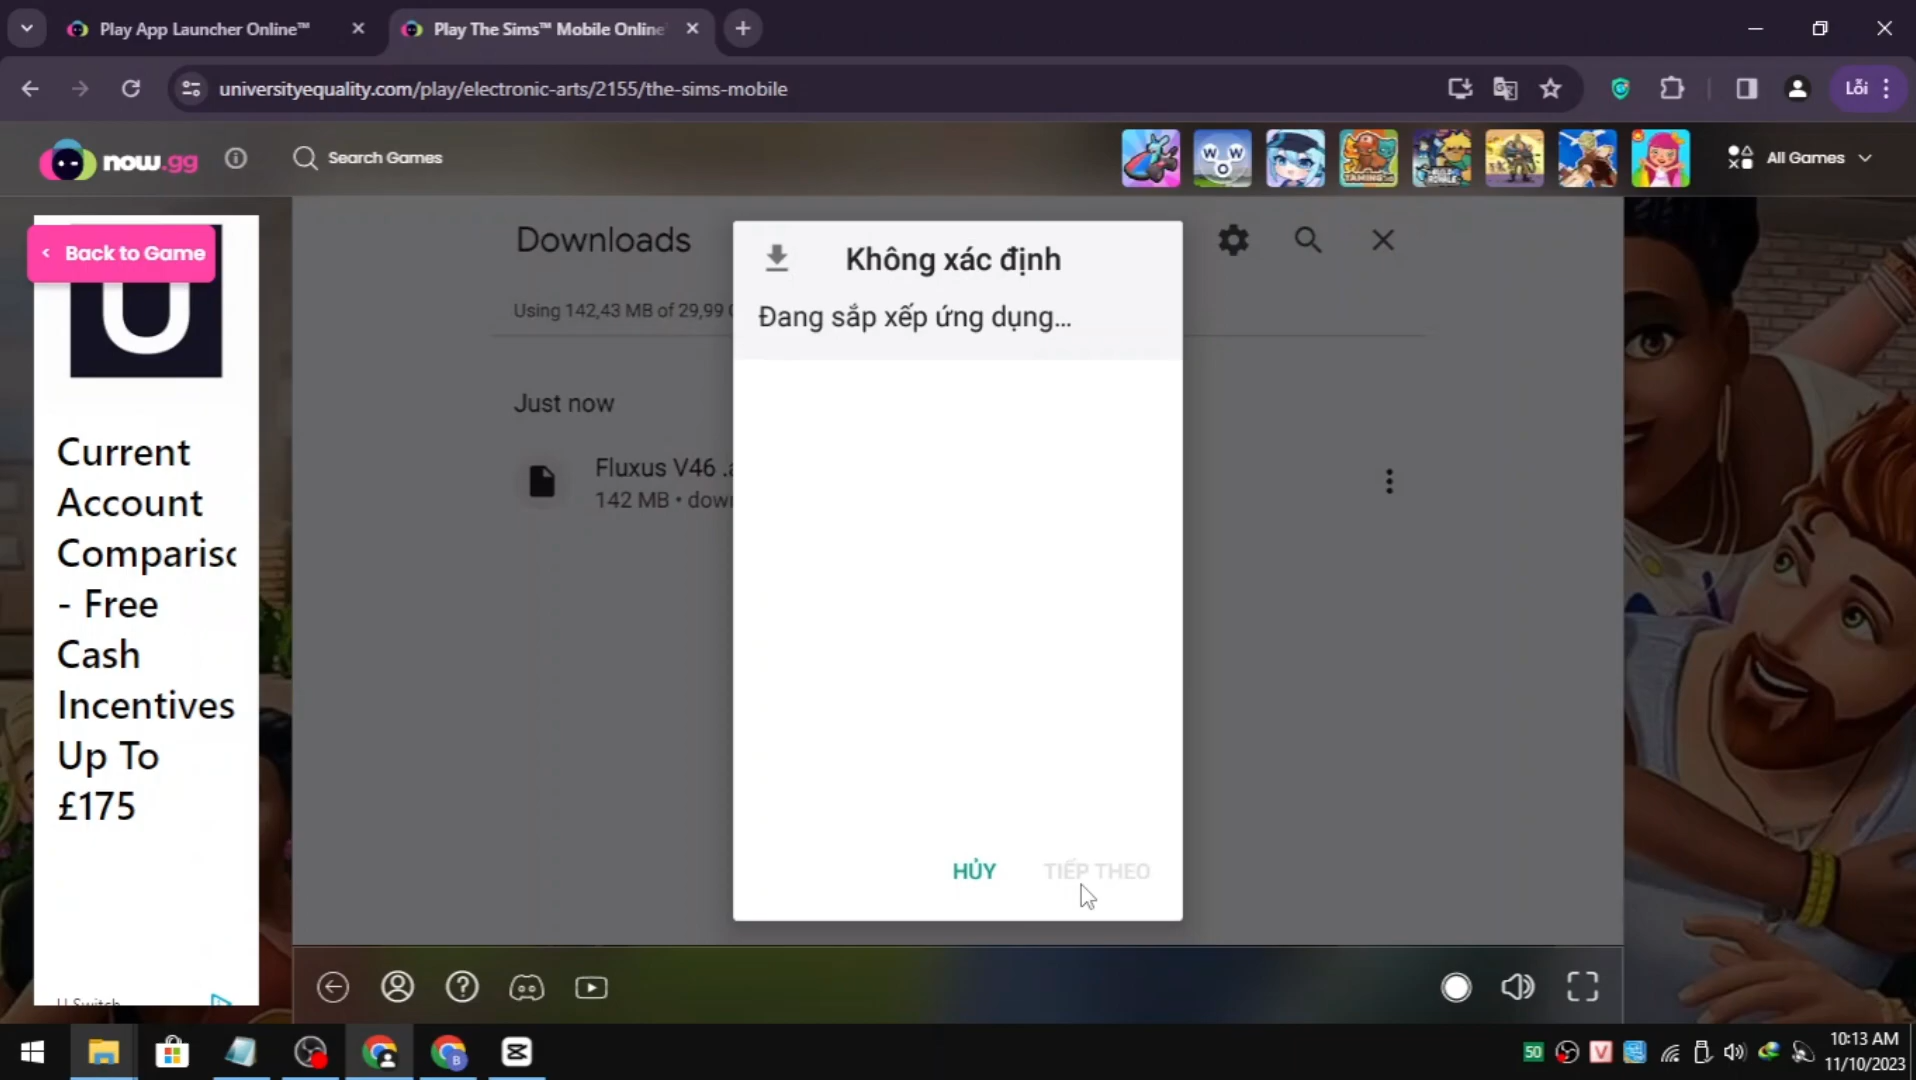 Play App Launcher Online™
Play The Sims™ Mobile Online
universityequality.com/play/electronic-arts/2155/the-sims-mobile
Lỗi
now.gg
Search Games
W W
All Games
< Back to Game
U
Current
Account
Comparisc
- Free
Cash
Incentives
Up To
£175
Downloads
Using 142,43 MB of 29,99
Just now
Fluxus V46
142 MB •
Không xác định
Đang sắp xếp ứng dụng...
HỦY
TIẾP THEO
50
V
B
10:13 AM
11/10/2023